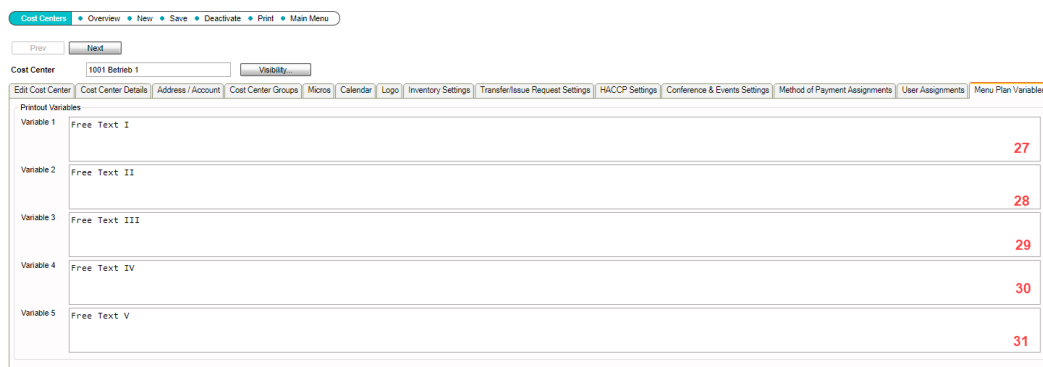 Cost Centers • Overview • New • Save • Deactivate • Print • Main Menu
Prev Next
Cost Center 1001 Betrieb 1 Visibility...
Edit Cost Center Cost Center Details Address / Account Cost Center Groups Micros Calendar Logo Inventory Settings Transfer/Issue Request Settings HACCP Settings Conference & Events Settings Method of Payment Assignments User Assignments Menu Plan Variable
Printout Variables
Variable 1 Free Text I
27
Variable 2 Free Text II
28
Variable 3 Free Text III
29
Variable 4 Free Text IV
30
Variable 5 Free Text V
31